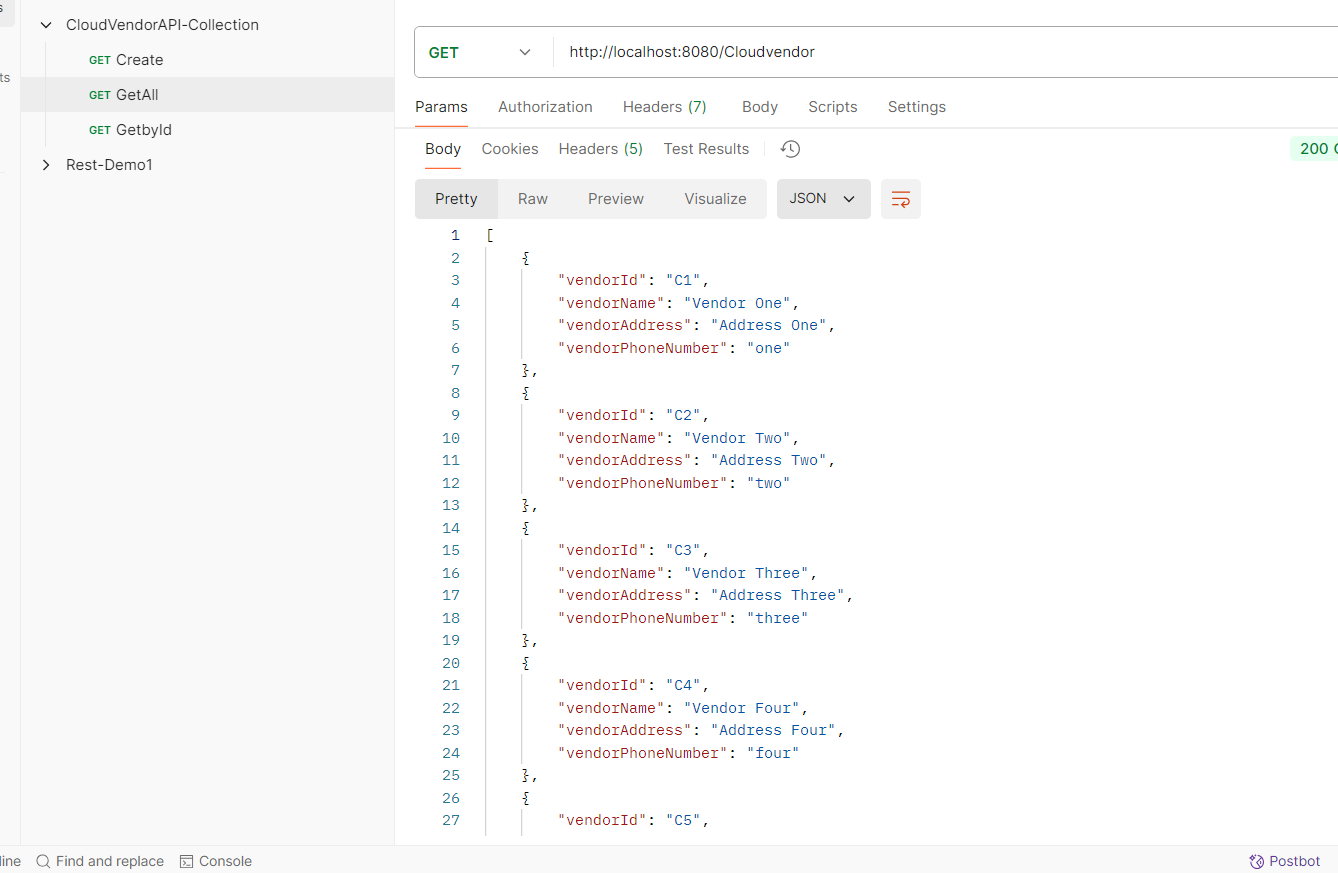 CloudVendorAPI-Collection
GET Create
GET GetAll
GET GetbyId
Rest-Demo1
GET http://localhost:8080/Cloudvendor
Params Authorization Headers (7) Body Scripts Settings
Body Cookies Headers (5) Test Results 200
Pretty Raw Preview Visualize JSON
1 [
2 {
3 "vendorId": "C1",
4 "vendorName": "Vendor One",
5 "vendorAddress": "Address One",
6 "vendorPhoneNumber": "one"
7 },
8 {
9 "vendorId": "C2",
10 "vendorName": "Vendor Two",
11 "vendorAddress": "Address Two",
12 "vendorPhoneNumber": "two"
13 },
14 {
15 "vendorId": "C3",
16 "vendorName": "Vendor Three",
17 "vendorAddress": "Address Three",
18 "vendorPhoneNumber": "three"
19 },
20 {
21 "vendorId": "C4",
22 "vendorName": "Vendor Four",
23 "vendorAddress": "Address Four",
24 "vendorPhoneNumber": "four"
25 },
26 {
27 "vendorId": "C5",
Find and replace Console Postbot